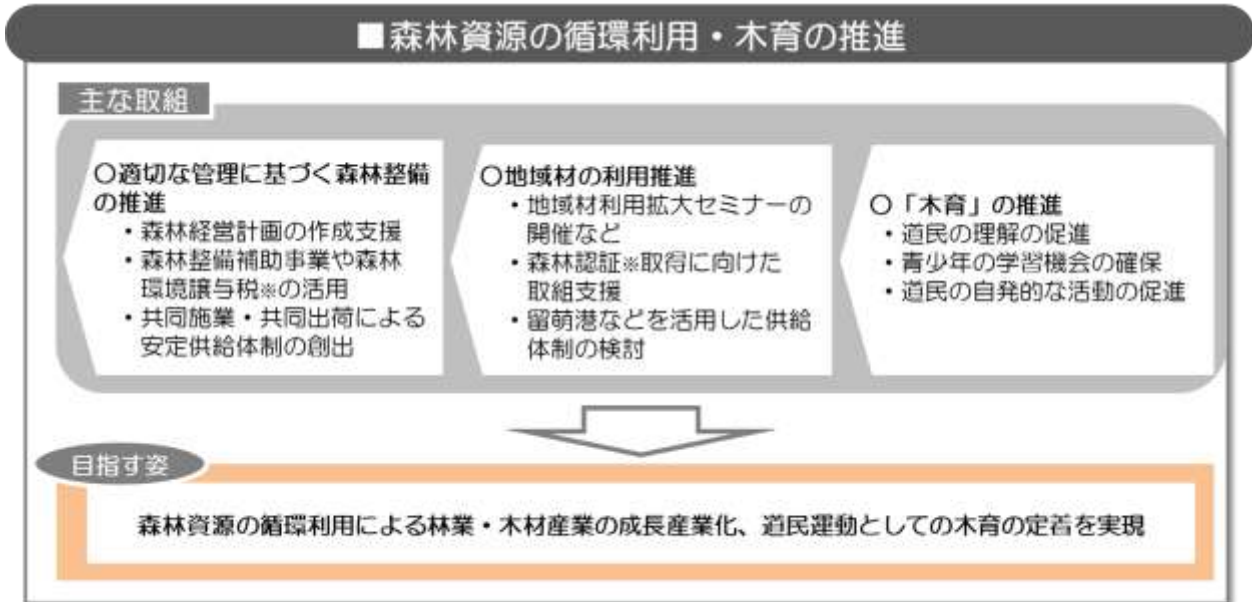 ■森林資源の循環利用・木育の推進
主な取組
○適切な管理に基づく森林整備
の推進
・森林経営計画の作成支援
・森林整備補助事業や森林
環境譲与税※の活用
・共同施業・共同出荷による
安定供給体制の創出
○地域材の利用推進
・地域材利用拡大セミナーの
開催など
・森林認証※取得に向けた
取組支援
・留萌港などを活用した供給
体制の検討
○「木育」の推進
・道民の理解の促進
・青少年の学習機会の確保
・道民の自発的な活動の促進
目指す姿
森林資源の循環利用による林業・木材産業の成長産業化、道民運動としての木育の定着を実現